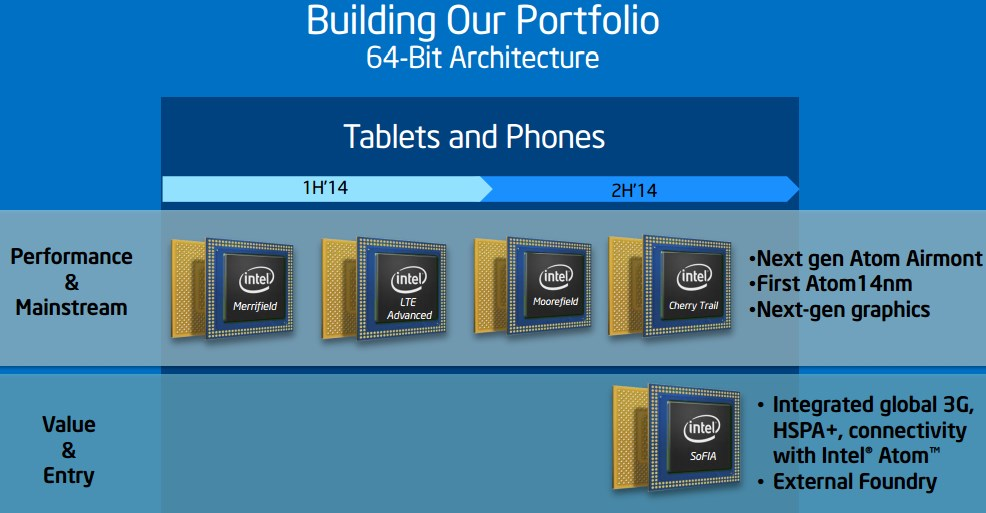 Building Our Portfolio
64-Bit Architecture
Tablets and Phones
1H'14
2H'14
Performance
&
Mainstream
intel
Merrifield
intel
LTE
Advanced
intel
Moorefield
intel
Cherry Trail
•Next gen Atom Airmont
•First Atom14nm
•Next-gen graphics
Value
&
Entry
intel
SoFIA
• Integrated global 3G,
HSPA+, connectivity
with Intel® Atom™
• External Foundry